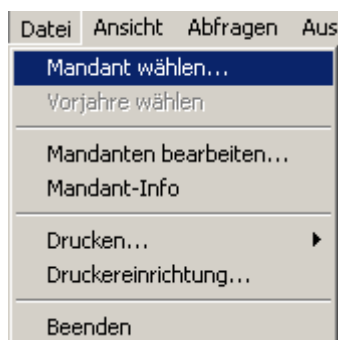 Datei Ansicht Abfragen Aus
Mandant wählen...
Vorjahre wählen
Mandanten bearbeiten...
Mandant-Info
Drucken...
Druckereinrichtung...
Beenden